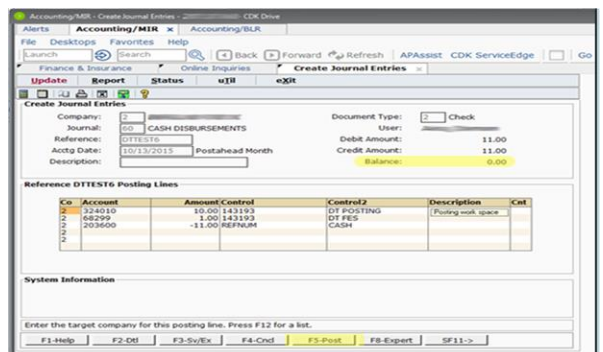 Accounting/MIR - Create Journal Entries - CDK Drive
Alerts Accounting/MIR x Accounting/BLR
File Desktops Favorites Help
Launch Search Back Forward Refresh APAssist CDK ServiceEdge Go
Finance & Insurance Online Inquiries Create Journal Entries x
Update Report Status uTil eXit
Create Journal Entries
Company: 2 Document Type: 2 Check
Journal: 60 CASH DISBURSEMENTS User:
Reference: DTTEST6 Debit Amount: 11.00
Acctg Date: 10/13/2015 Postahead Month Credit Amount: 11.00
Description: Balance: 0.00
Reference DTTEST6 Posting Lines
Co Account Amount Control Control2 Description Cnt
2 324010 10.00 143193 DT POSTING Posting work space
2 68299 1.00 143193 DT FES
2 203600 -11.00 REFNUM CASH
2
2
System Information
Enter the target company for this posting line. Press F12 for a list.
F1-Help F2-Dtl F3-Sv/Ex F4-Cncl F5-Post F8-Expert SF11->